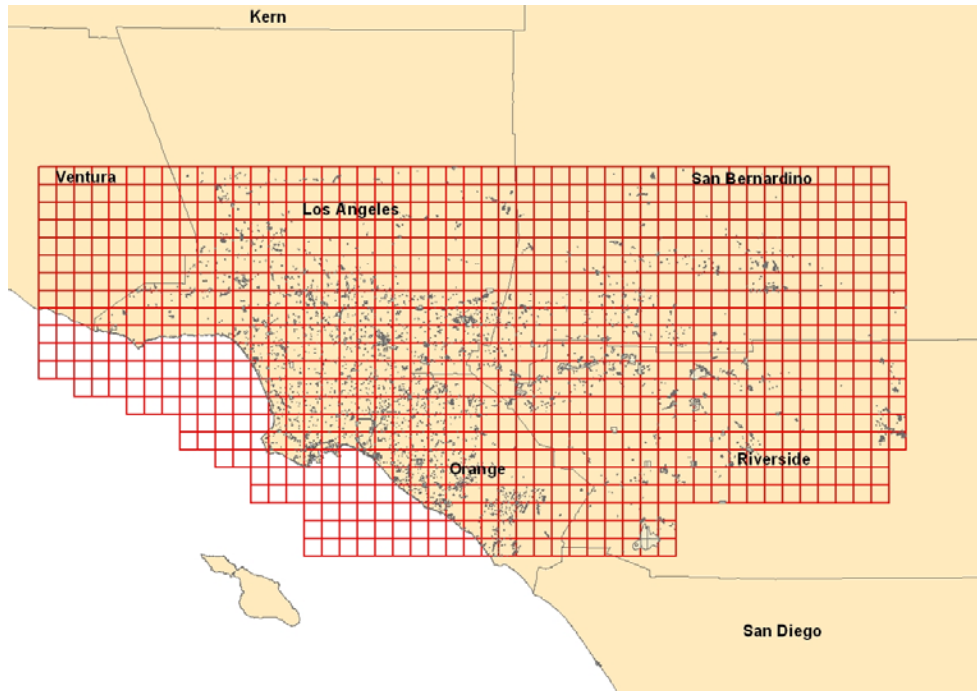 Kern
Ventura
San Bernardino
Los Angeles
Riverside
Orange
San Diego